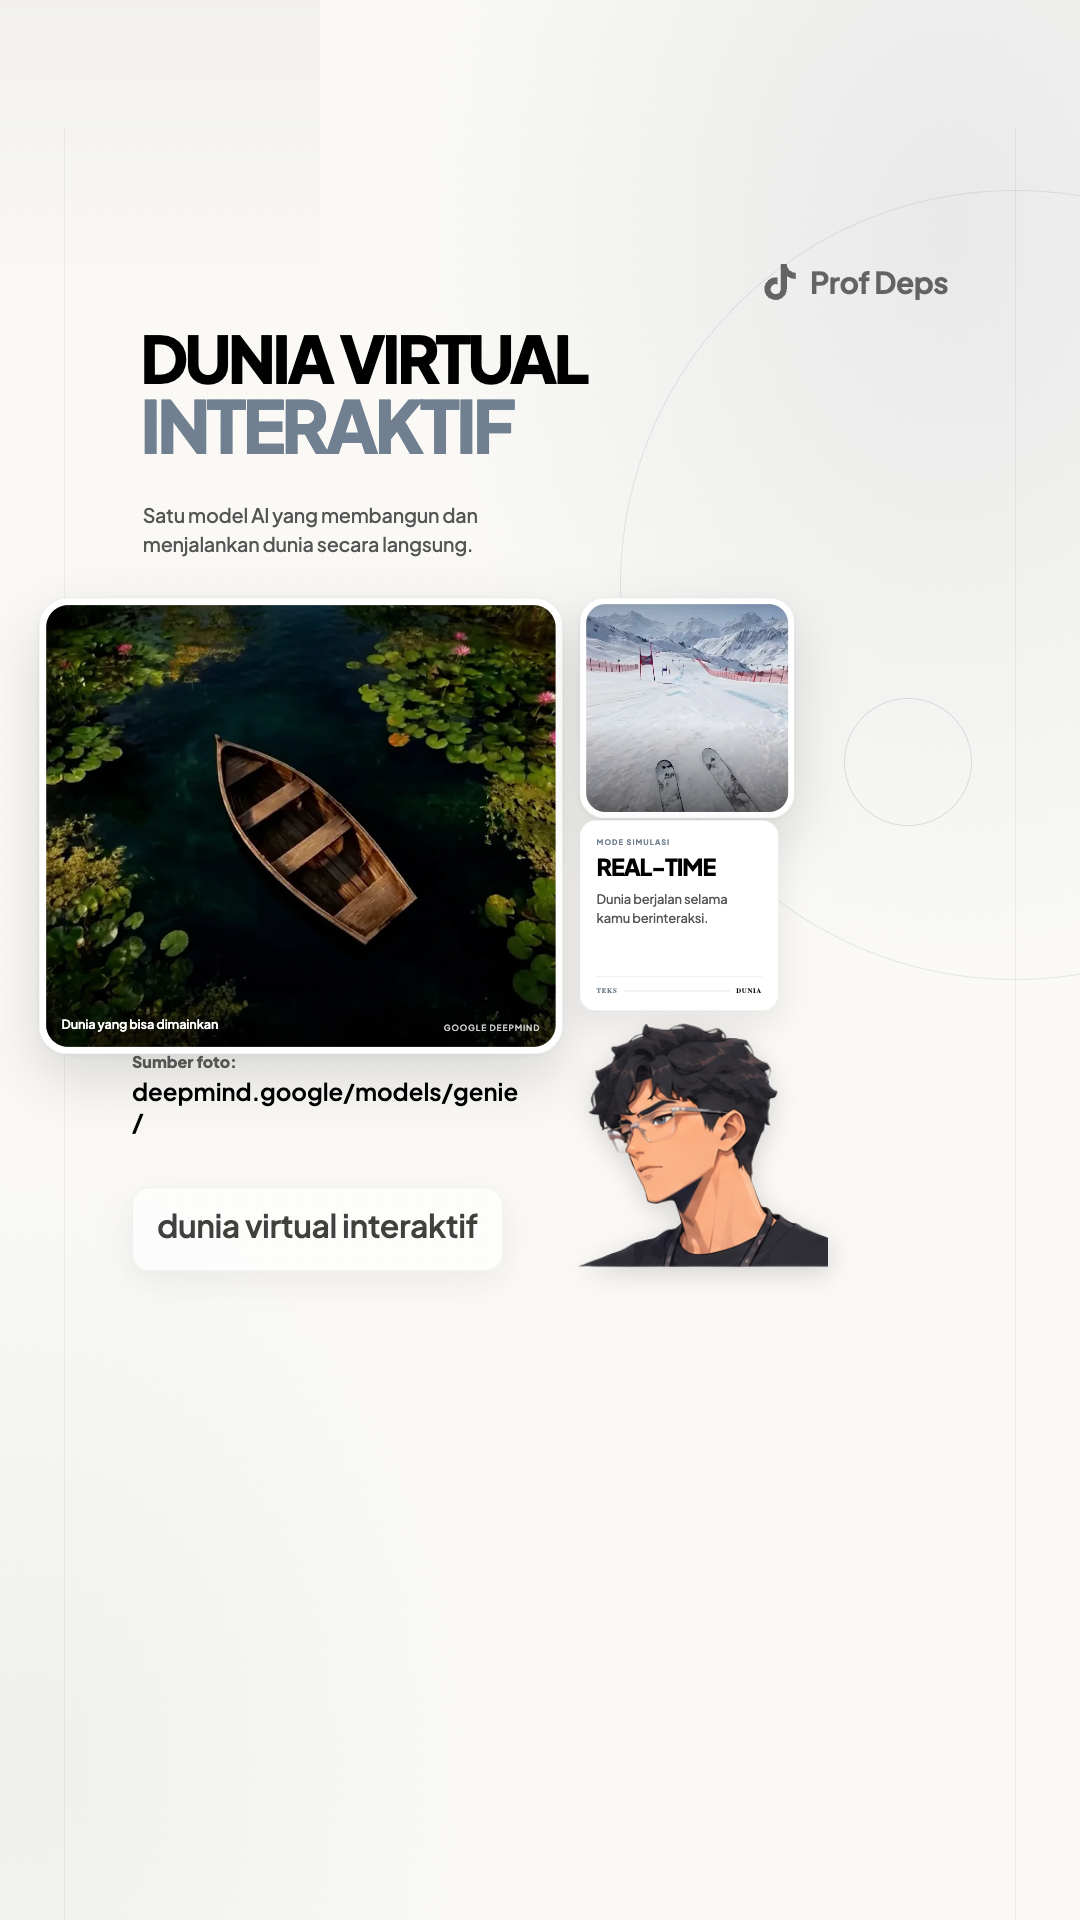 Prof Deps
DUNIA VIRTUAL
INTERAKTIF
Satu model AI yang membangun dan
menjalankan dunia secara langsung.
Dunia yang bisa dimainkan
GOOGLE DEEPMIND
MODE SIMULASI
REAL-TIME
Dunia berjalan selama
kamu berinteraksi.
TEKS
DUNIA
Sumber foto:
deepmind.google/models/genie
/
dunia virtual interaktif